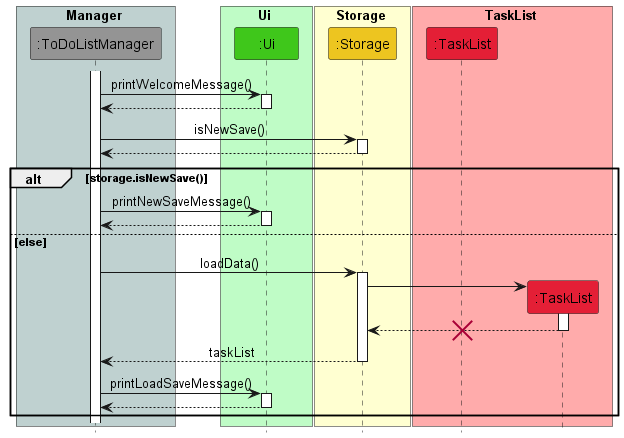 Manager Ui Storage TaskList
:ToDoListManager :Ui :Storage :TaskList
printWelcomeMessage()
isNewSave()
alt [storage.isNewSave()]
printNewSaveMessage()
[else]
loadData()
:TaskList
taskList
printLoadSaveMessage()